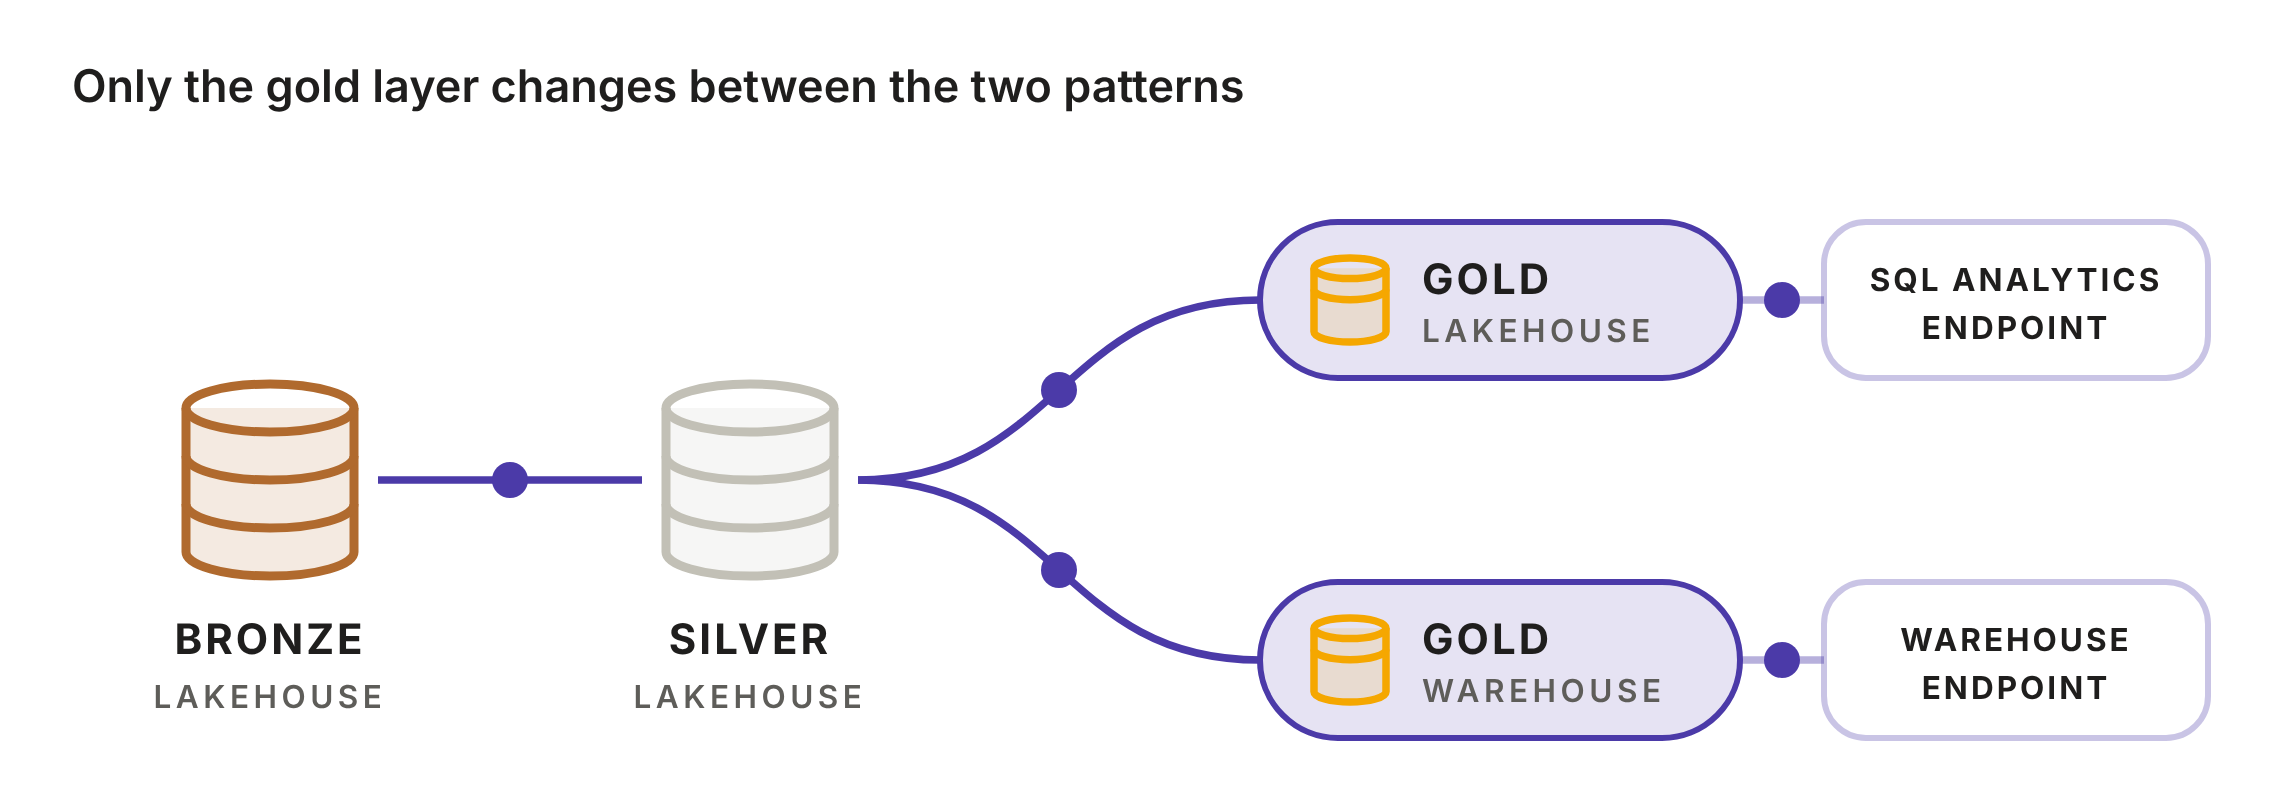 Only the gold layer changes between the two patterns
BRONZE
LAKEHOUSE
SILVER
LAKEHOUSE
GOLD
LAKEHOUSE
SQL ANALYTICS
ENDPOINT
GOLD
WAREHOUSE
WAREHOUSE
ENDPOINT